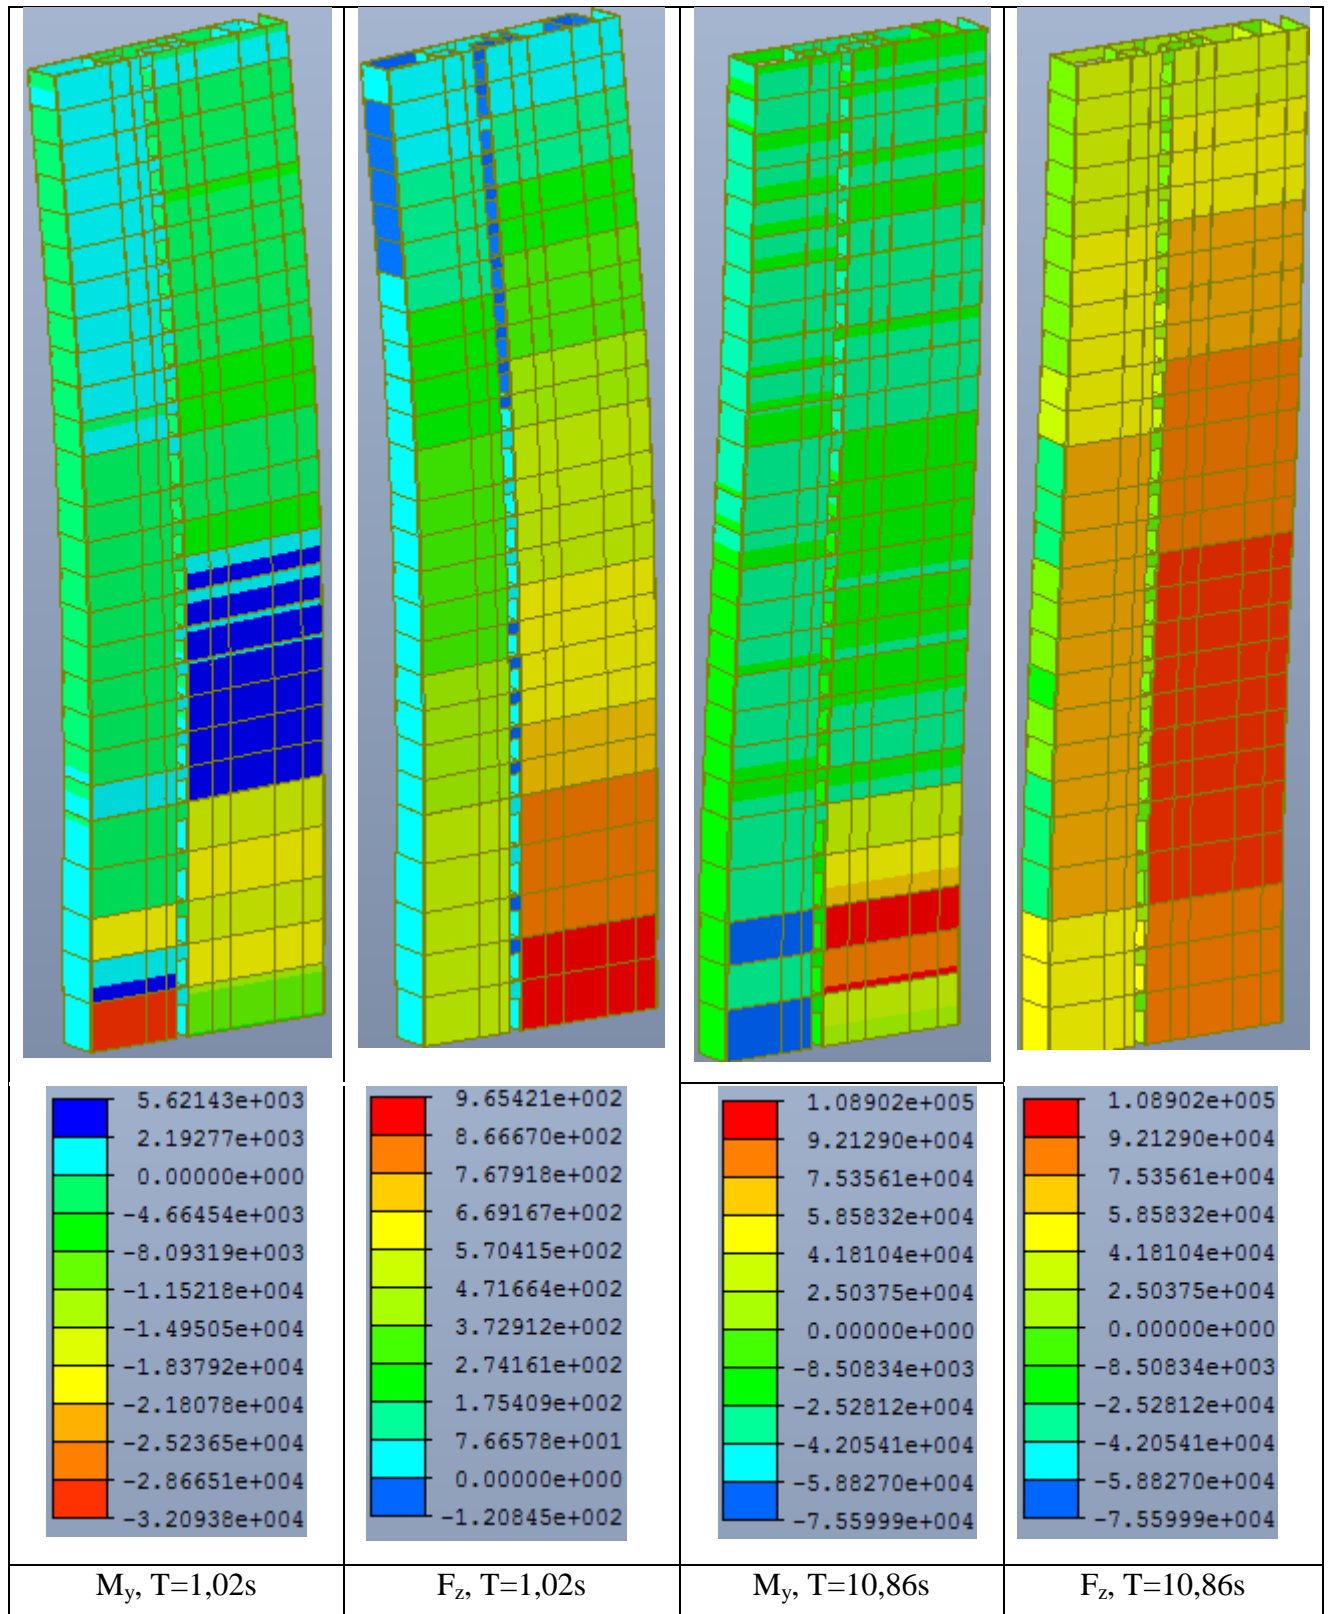 5.62143e+003
2.19277e+003
0.00000e+000
-4.66454e+003
-8.09319e+003
-1.15218e+004
-1.49505e+004
-1.83792e+004
-2.18078e+004
-2.52365e+004
-2.86651e+004
-3.20938e+004
9.65421e+002
8.66670e+002
7.67918e+002
6.69167e+002
5.70415e+002
4.71664e+002
3.72912e+002
2.74161e+002
1.75409e+002
7.66578e+001
0.00000e+000
-1.20845e+002
1.08902e+005
9.21290e+004
7.53561e+004
5.85832e+004
4.18104e+004
2.50375e+004
0.00000e+000
-8.50834e+003
-2.52812e+004
-4.20541e+004
-5.88270e+004
-7.55999e+004
1.08902e+005
9.21290e+004
7.53561e+004
5.85832e+004
4.18104e+004
2.50375e+004
0.00000e+000
-8.50834e+003
-2.52812e+004
-4.20541e+004
-5.88270e+004
-7.55999e+004
My, T=1,02s
Fz, T=1,02s
My, T=10,86s
Fz, T=10,86s